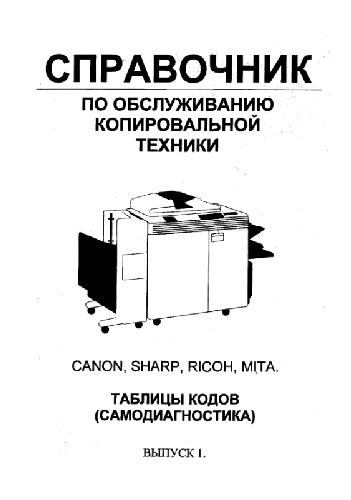 СПРАВОЧНИК
ПО ОБСЛУЖИВАНИЮ
КОПИРОВАЛЬНОЙ
ТЕХНИКИ
CANON, SHARP, RICOH, MITA.
ТАБЛИЦЫ КОДОВ
(САМОДИАГНОСТИКА)
ВЫПУСК 1.